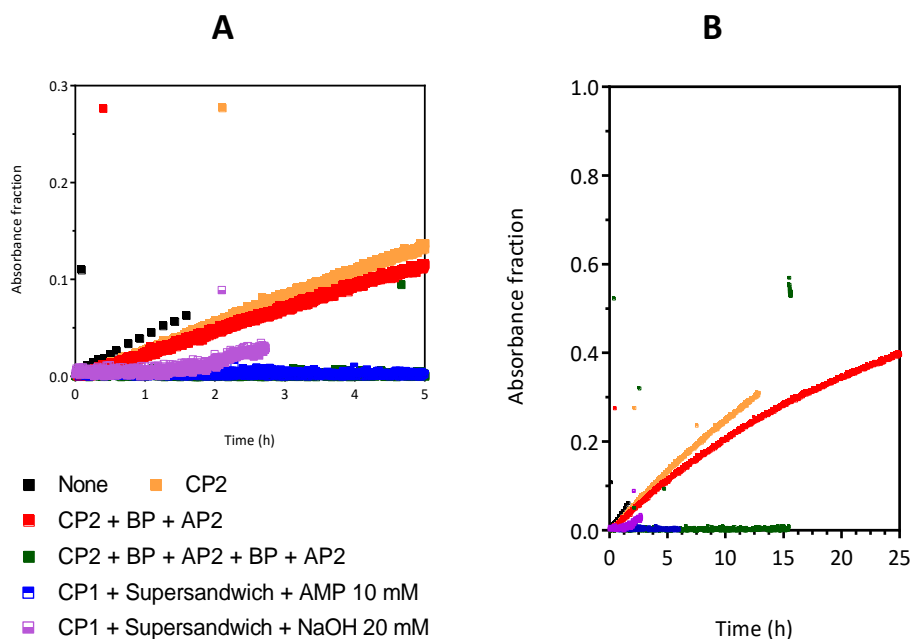 A
B
Absorbance fraction
0.3
0.2
0.1
0.0
0 1 2 3 4 5
Time (h)
None
CP2
CP2 + BP + AP2
CP2 + BP + AP2 + BP + AP2
CP1 + Supersandwich + AMP 10 mM
CP1 + Supersandwich + NaOH 20 mM
Absorbance fraction
1.0
0.8
0.6
0.4
0.2
0.0
0 5 10 15 20 25
Time (h)